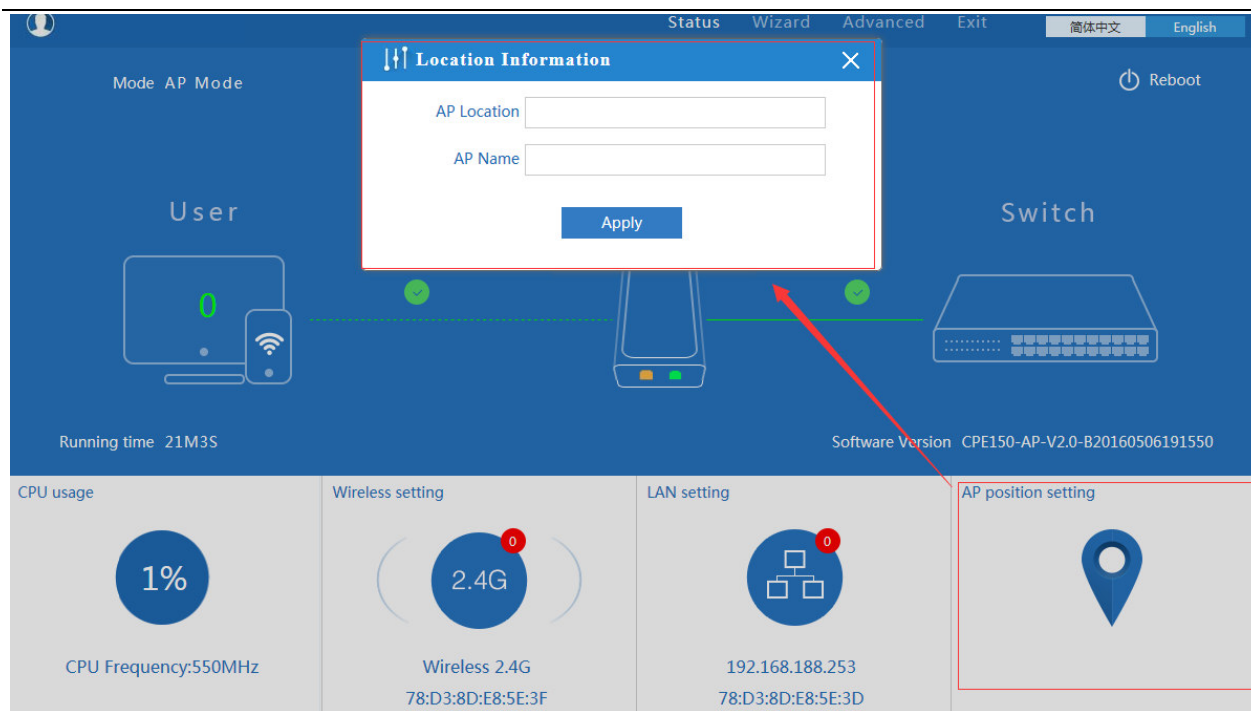 Status Wizard Advanced Exit 简体中文 English
Location Information
Mode AP Mode
Reboot
AP Location
AP Name
Apply
User
Switch
0
Running time 21M3S
Software Version CPE150-AP-V2.0-B20160506191550
CPU usage
Wireless setting
LAN setting
AP position setting
0
0
1%
2.4G
CPU Frequency:550MHz
Wireless 2.4G
192.168.188.253
78:D3:8D:E8:5E:3F
78:D3:8D:E8:5E:3D